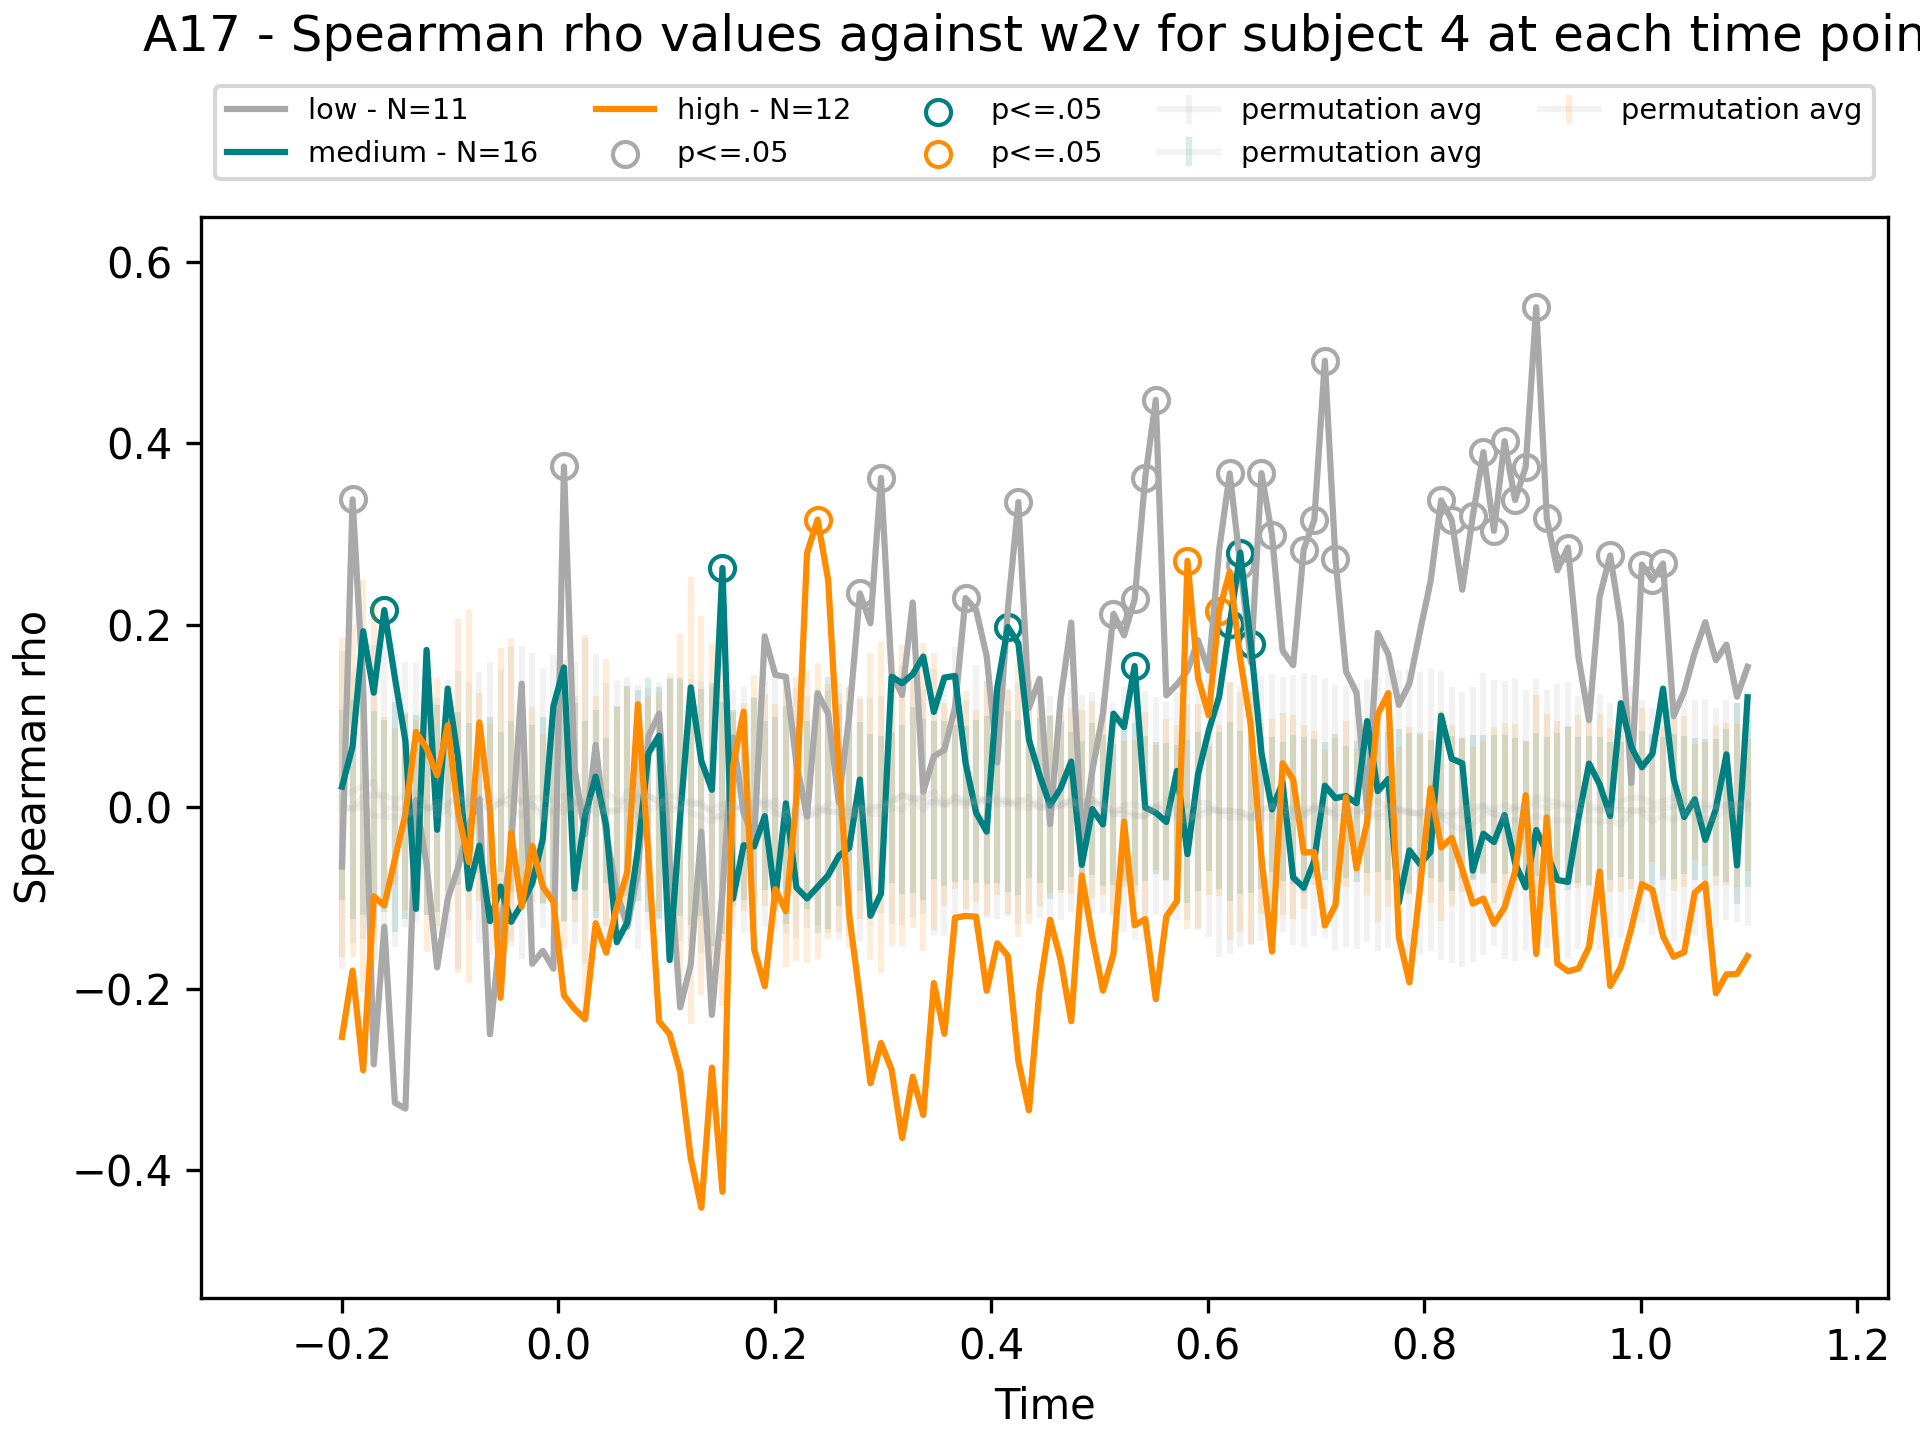 A17 - Spearman rho values against w2v for subject 4 at each time poin
low - N=11
medium - N=16
high - N=12
p<=.05
p<=.05
p<=.05
permutation avg
permutation avg
permutation avg
Spearman rho
0.6
0.4
0.2
0.0
−0.2
−0.4
−0.2 0.0 0.2 0.4 0.6 0.8 1.0 1.2
Time